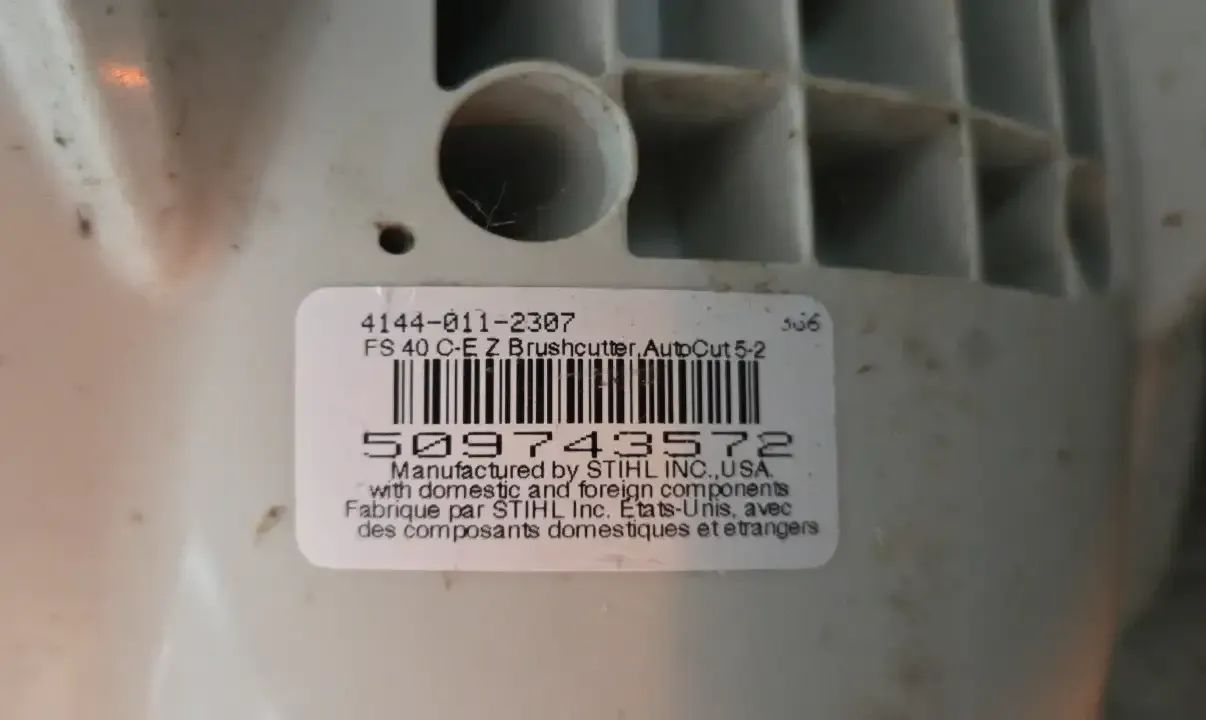 4144-011-2307 506
FS 40 C-E Z Brushcutter,AutoCut 5-2
509743572
Manufactured by STIHL INC.,USA.
with domestic and foreign components
Fabrique par STIHL Inc. Etats-Unis, avec
des composants domestiques et etrangers